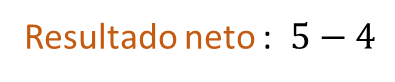 Resultado neto : 5 − 4